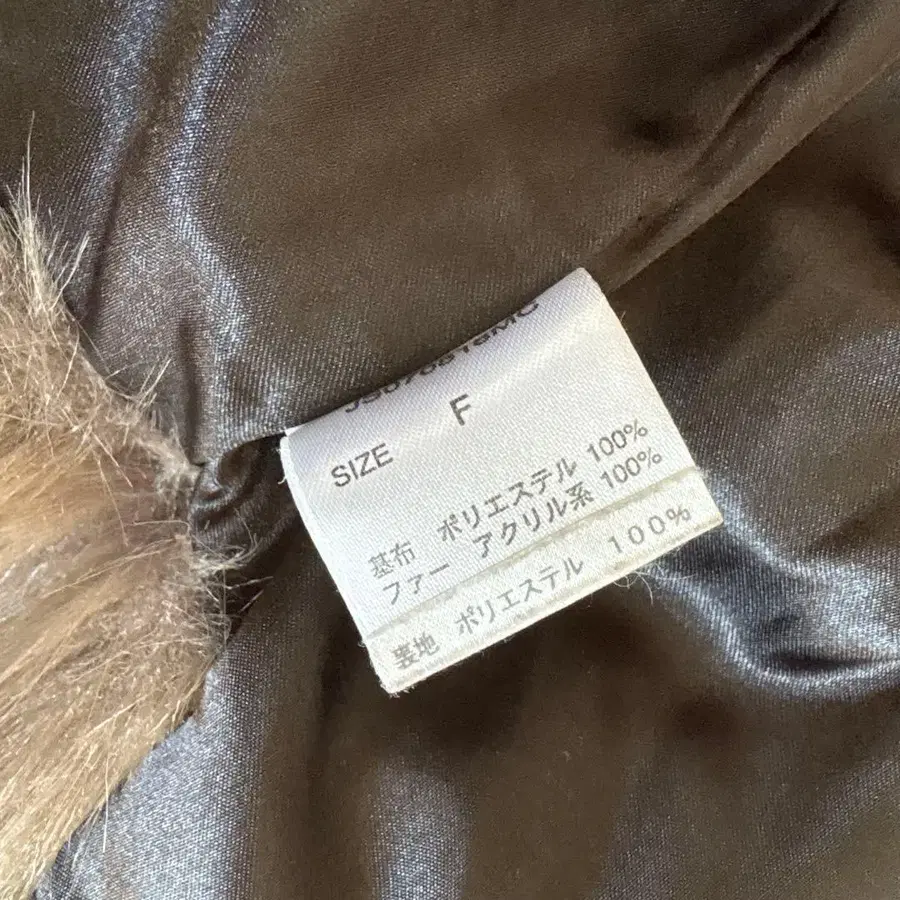 SIZE F
基布 ポリエステル 100%
ファー アクリル系 100%
裏地 ポリエステル 100%